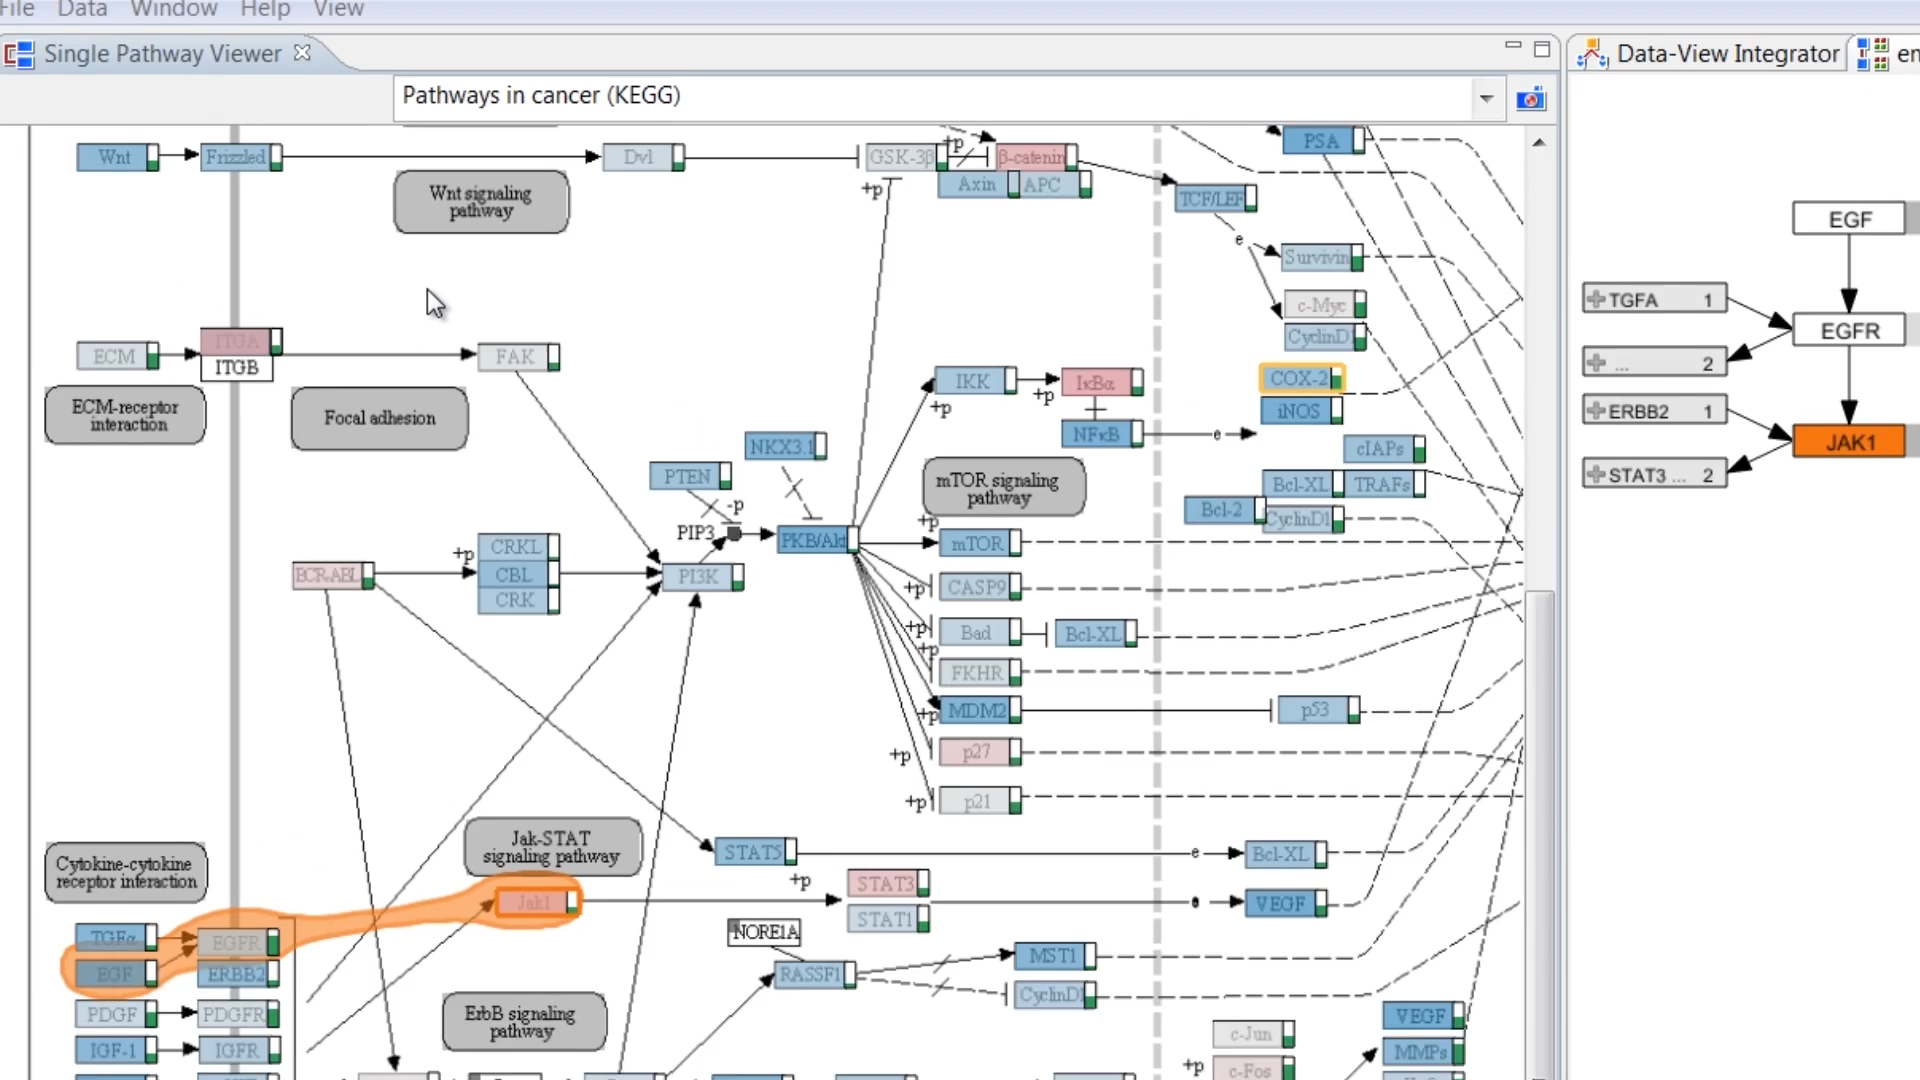 File Data Window Help View
Single Pathway Viewer
Data-View Integrator
en
Pathways in cancer (KEGG)
PSA
Wnt
Frizzled
Dvl
GSK-3β
+p
β-catenin
Axin
APC
+p
TCF/LEF
Wnt signaling
pathway
e
Survivin
c-Myc
CyclinD1
EGF
TGFA 1
EGFR
... 2
ERBB2 1
JAK1
STAT3 ... 2
ECM
ITGA
ITGB
FAK
ECM-receptor
interaction
Focal adhesion
IKK
+p
+p
IκBα
NFκB
e
COX-2
iNOS
cIAPs
Bcl-XL
TRAFs
Bcl-2
CyclinD1
NKX3.1
PTEN
-p
PIP3
PKB/Akt
mTOR signaling
pathway
+p
mTOR
BCR-ABL
+p
CRKL
CBL
CRK
PI3K
+p
CASP9
+p
Bad
Bcl-XL
+p
FKHR
+p
MDM2
p53
+p
p27
+p
p21
Jak-STAT
signaling pathway
STAT5
e
Bcl-XL
Cytokine-cytokine
receptor interaction
Jak1
+p
STAT3
STAT1
e
VEGF
TGFα
EGFR
EGF
ERBB2
NORE1A
RASSF1
MST1
CyclinD1
PDGF
PDGFR
IGF-1
IGFR
ErbB signaling
pathway
c-Jun
+p
c-Fos
VEGF
MMPs